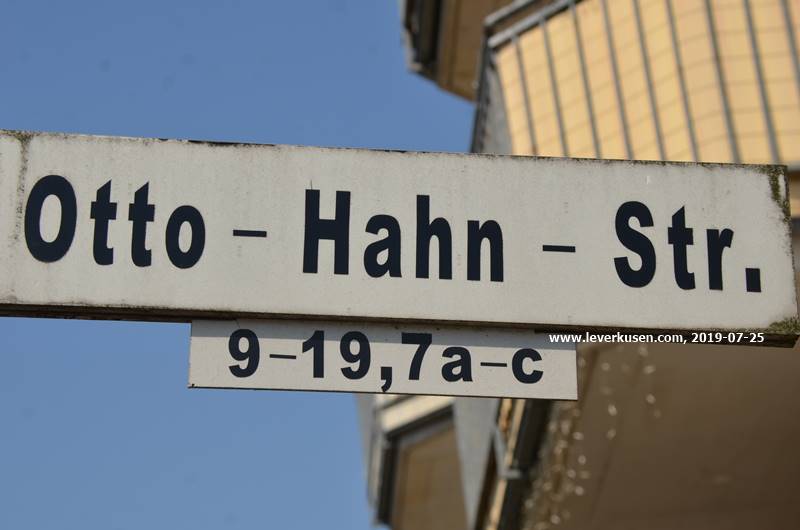 Otto – Hahn – Str.
9–19,7a–c
www.leverkusen.com, 2019-07-25